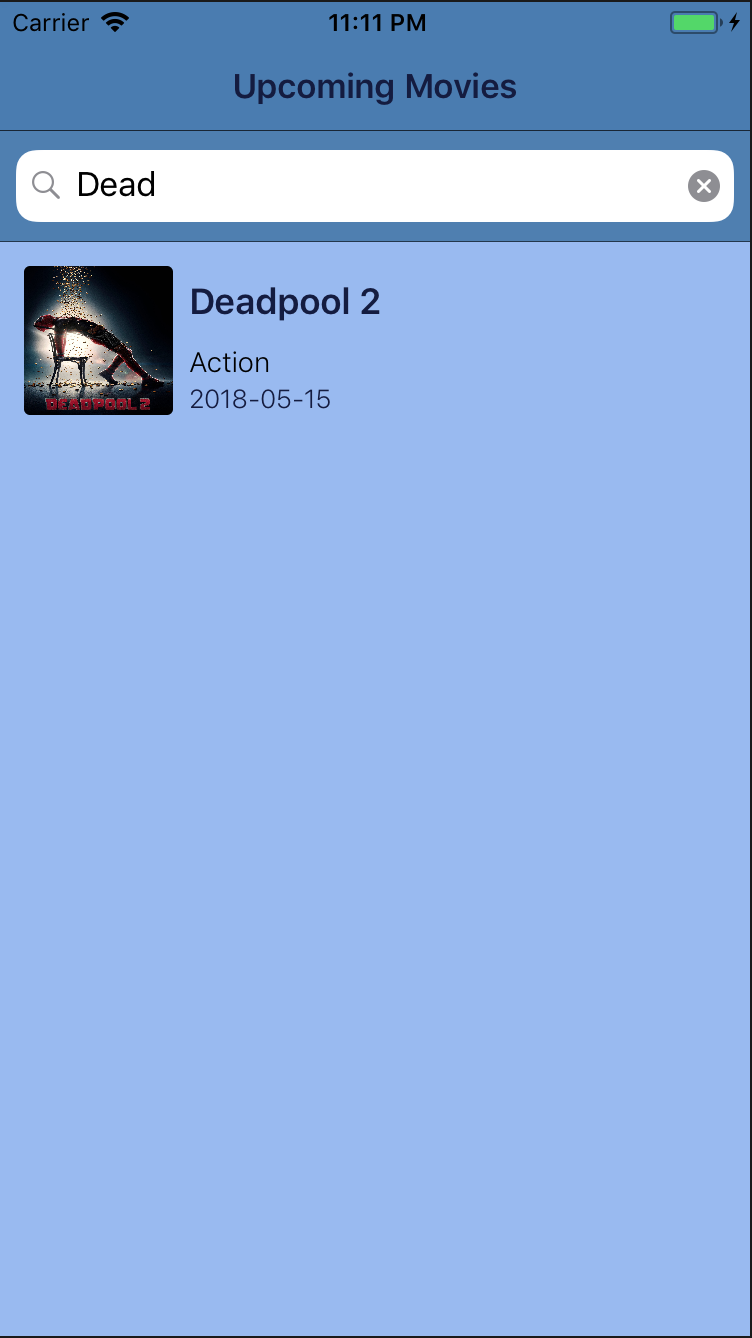 Carrier 11:11 PM
Upcoming Movies
Dead
Deadpool 2
Action
2018-05-15
DEADPOOL 2